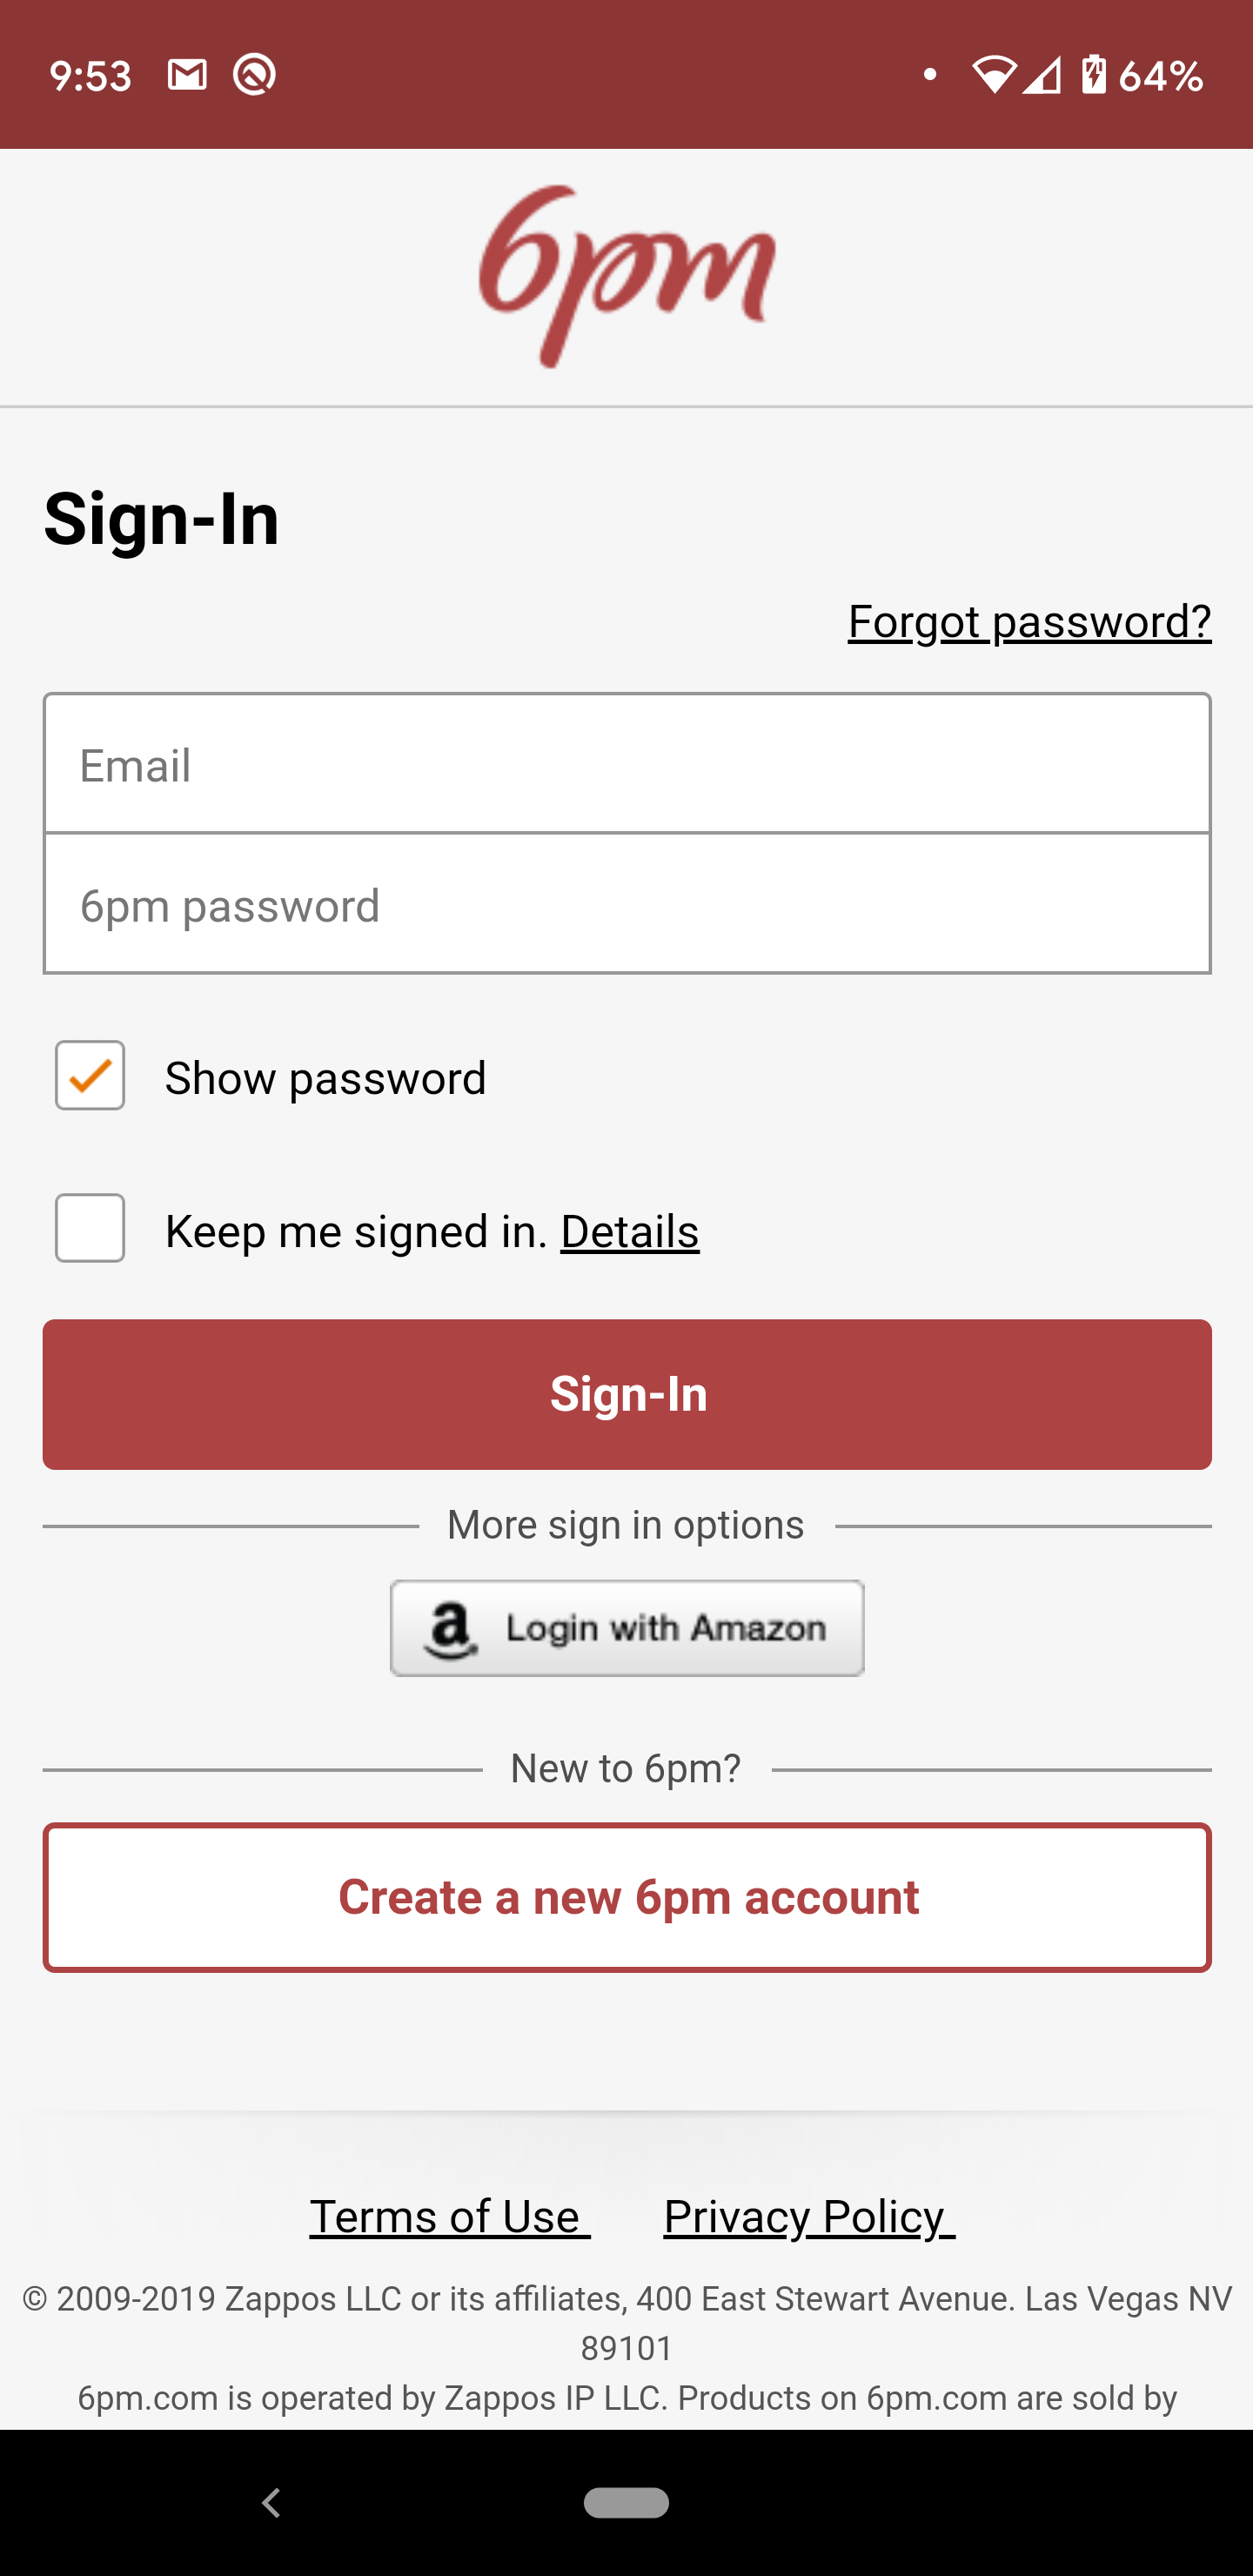 9:53
64%
6pm
Sign-In
Forgot password?
Email
6pm password
Show password
Keep me signed in. Details
Sign-In
More sign in options
a Login with Amazon
New to 6pm?
Create a new 6pm account
Terms of Use Privacy Policy
© 2009-2019 Zappos LLC or its affiliates, 400 East Stewart Avenue. Las Vegas NV
89101
6pm.com is operated by Zappos IP LLC. Products on 6pm.com are sold by